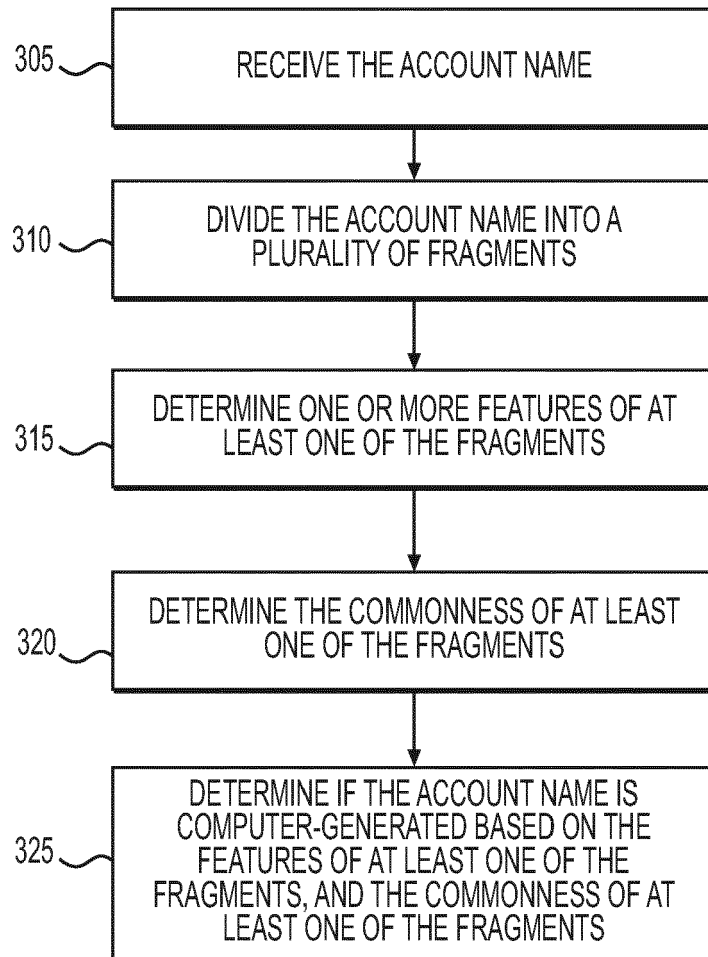 305
RECEIVE THE ACCOUNT NAME
310
DIVIDE THE ACCOUNT NAME INTO A
PLURALITY OF FRAGMENTS
315
DETERMINE ONE OR MORE FEATURES OF AT
LEAST ONE OF THE FRAGMENTS
320
DETERMINE THE COMMONNESS OF AT LEAST
ONE OF THE FRAGMENTS
325
DETERMINE IF THE ACCOUNT NAME IS
COMPUTER-GENERATED BASED ON THE
FEATURES OF AT LEAST ONE OF THE
FRAGMENTS, AND THE COMMONNESS OF AT
LEAST ONE OF THE FRAGMENTS